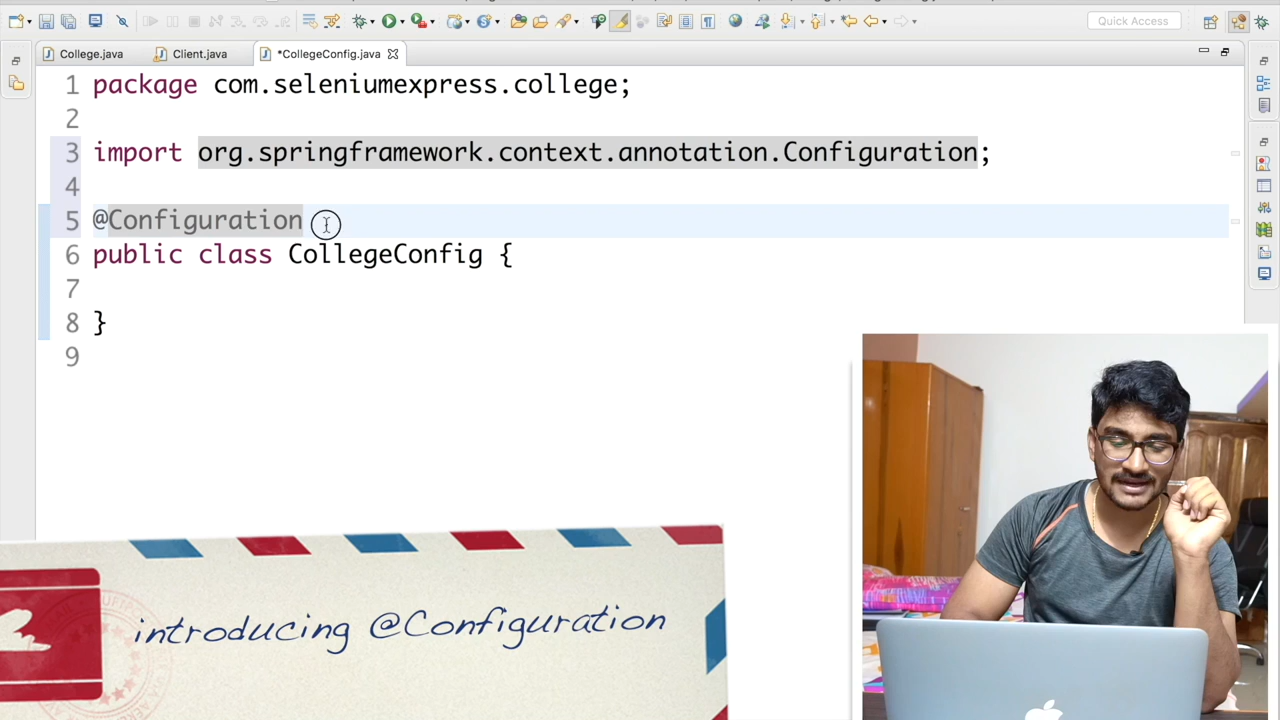 Quick Access
College.java
Client.java
*CollegeConfig.java
1 package com.seleniumexpress.college;
2
3 import org.springframework.context.annotation.Configuration;
4
5 @Configuration
6 public class CollegeConfig {
7
8 }
9
introducing @Configuration